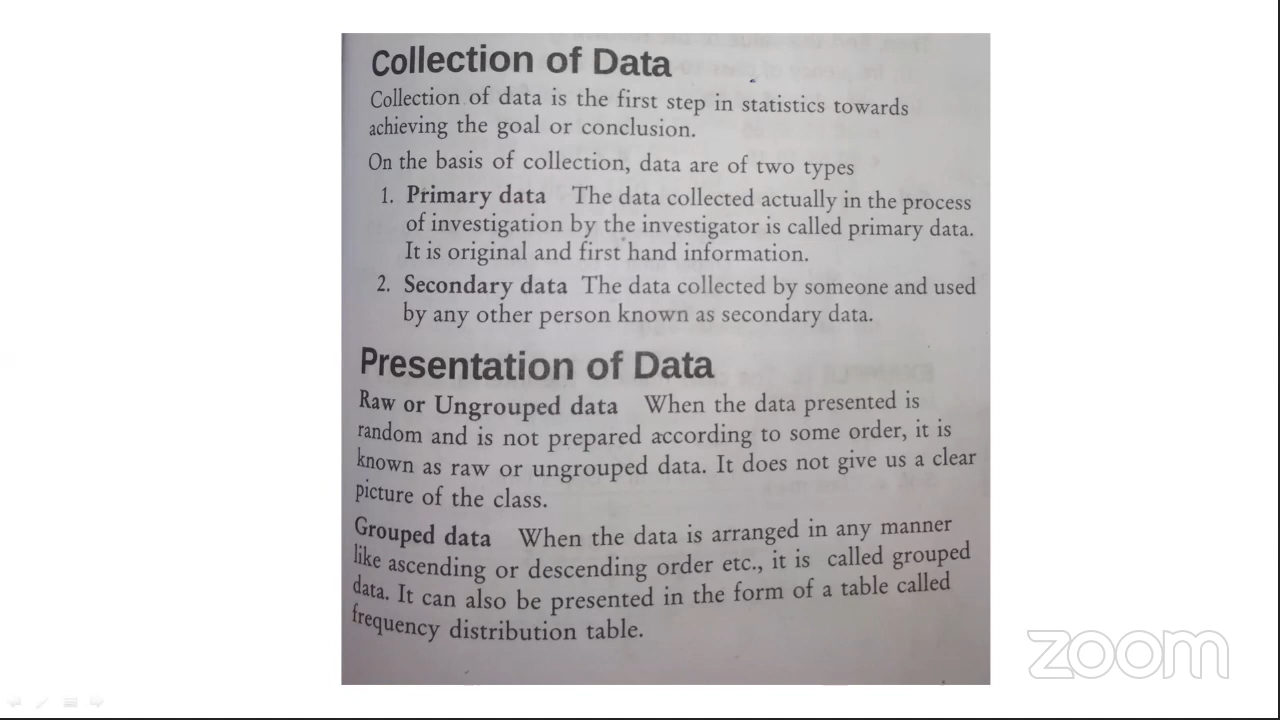 Collection of Data
Collection of data is the first step in statistics towards
achieving the goal or conclusion.
On the basis of collection, data are of two types
1. Primary data The data collected actually in the process
of investigation by the investigator is called primary data.
It is original and first hand information.
2. Secondary data The data collected by someone and used
by any other person known as secondary data.
Presentation of Data
Raw or Ungrouped data When the data presented is
random and is not prepared according to some order, it is
known as raw or ungrouped data. It does not give us a clear
picture of the class.
Grouped data When the data is arranged in any manner
like ascending or descending order etc., it is called grouped
data. It can also be presented in the form of a table called
frequency distribution table.
zoom